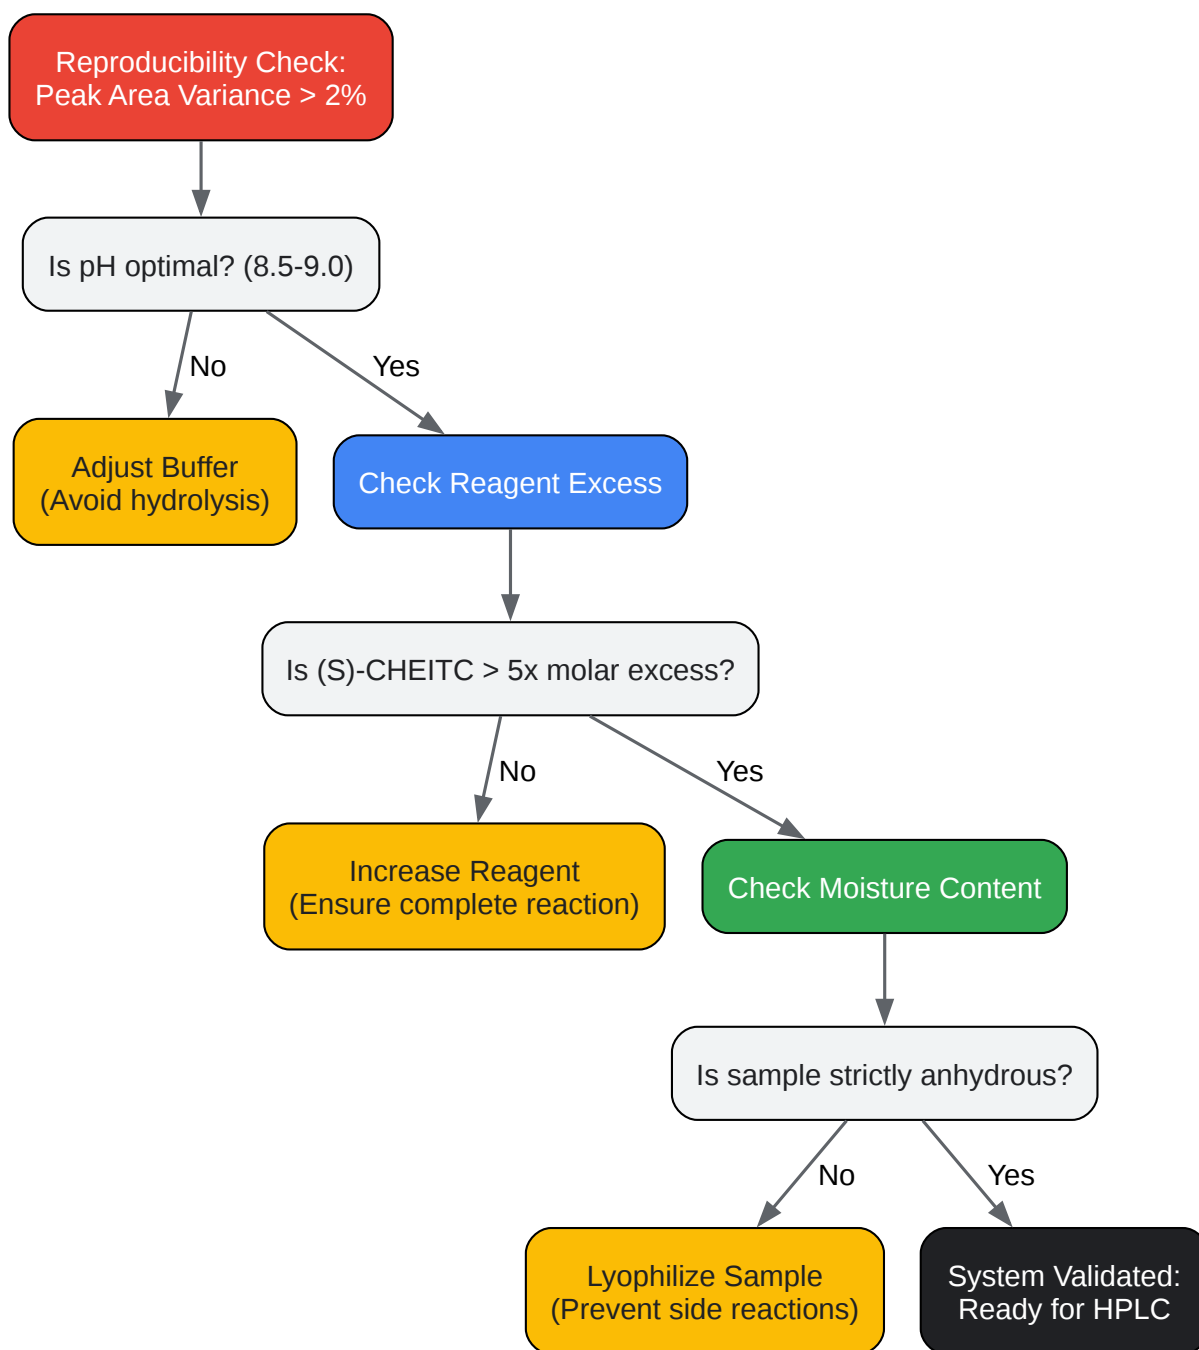 Reproducibility Check:
Peak Area Variance > 2%
Is pH optimal? (8.5-9.0)
No
Yes
Adjust Buffer
(Avoid hydrolysis)
Check Reagent Excess
Is (S)-CHEITC > 5x molar excess?
No
Yes
Increase Reagent
(Ensure complete reaction)
Check Moisture Content
Is sample strictly anhydrous?
No
Yes
Lyophilize Sample
(Prevent side reactions)
System Validated:
Ready for HPLC